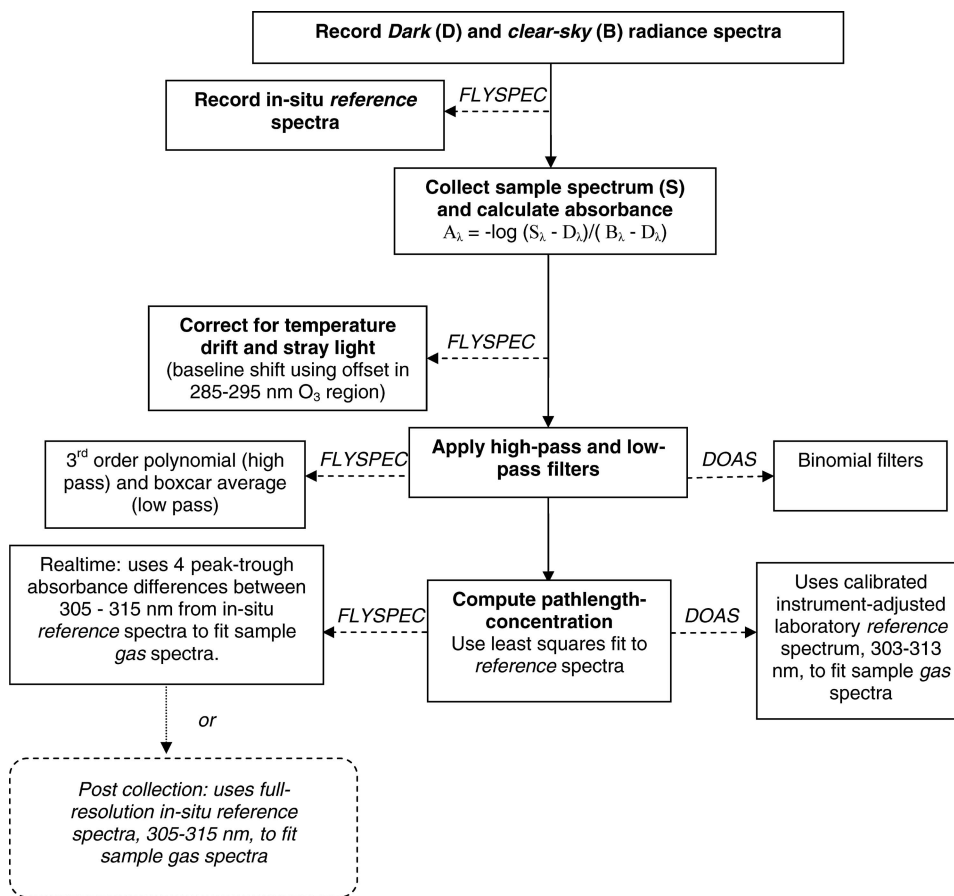 Record Dark (D) and clear-sky (B) radiance spectra
FLYSPEC
Record in-situ reference
spectra
Collect sample spectrum (S)
and calculate absorbance
Aλ = -log (Sλ - Dλ)/( Bλ - Dλ)
Correct for temperature
drift and stray light
(baseline shift using offset in
285-295 nm O₃ region)
FLYSPEC
3rd order polynomial (high
pass) and boxcar average
(low pass)
FLYSPEC
Apply high-pass and low-
pass filters
DOAS
Binomial filters
Realtime: uses 4 peak-trough
absorbance differences between
305 - 315 nm from in-situ
reference spectra to fit sample
gas spectra.
FLYSPEC
Compute pathlength-
concentration
Use least squares fit to
reference spectra
DOAS
Uses calibrated
instrument-adjusted
laboratory reference
spectrum, 303-313
nm, to fit sample gas
spectra
or
Post collection: uses full-
resolution in-situ reference
spectra, 305-315 nm, to fit
sample gas spectra